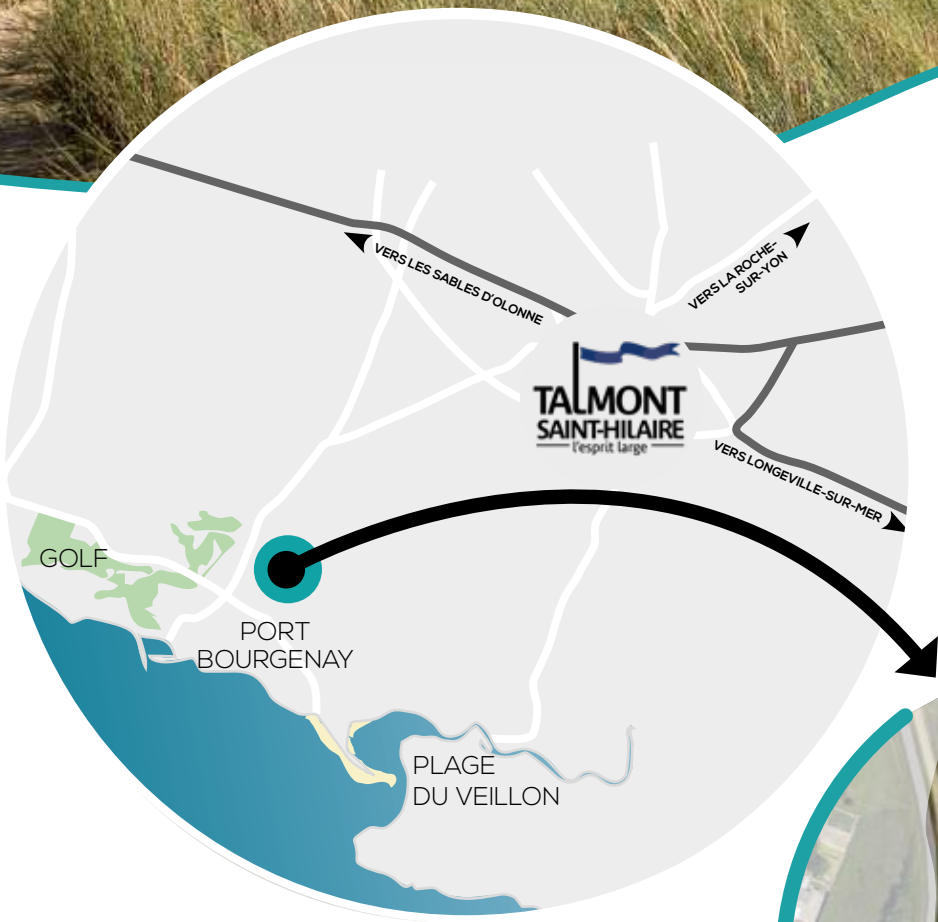 VERS LES SABLES D'OLONNE
VERS LA ROCHE-
SUR-YON
TALMONT
SAINT-HILAIRE
l'esprit large
VERS LONGEVILLE-SUR-MER
GOLF
PORT
BOURGENAY
PLAGE
DU VEILLON